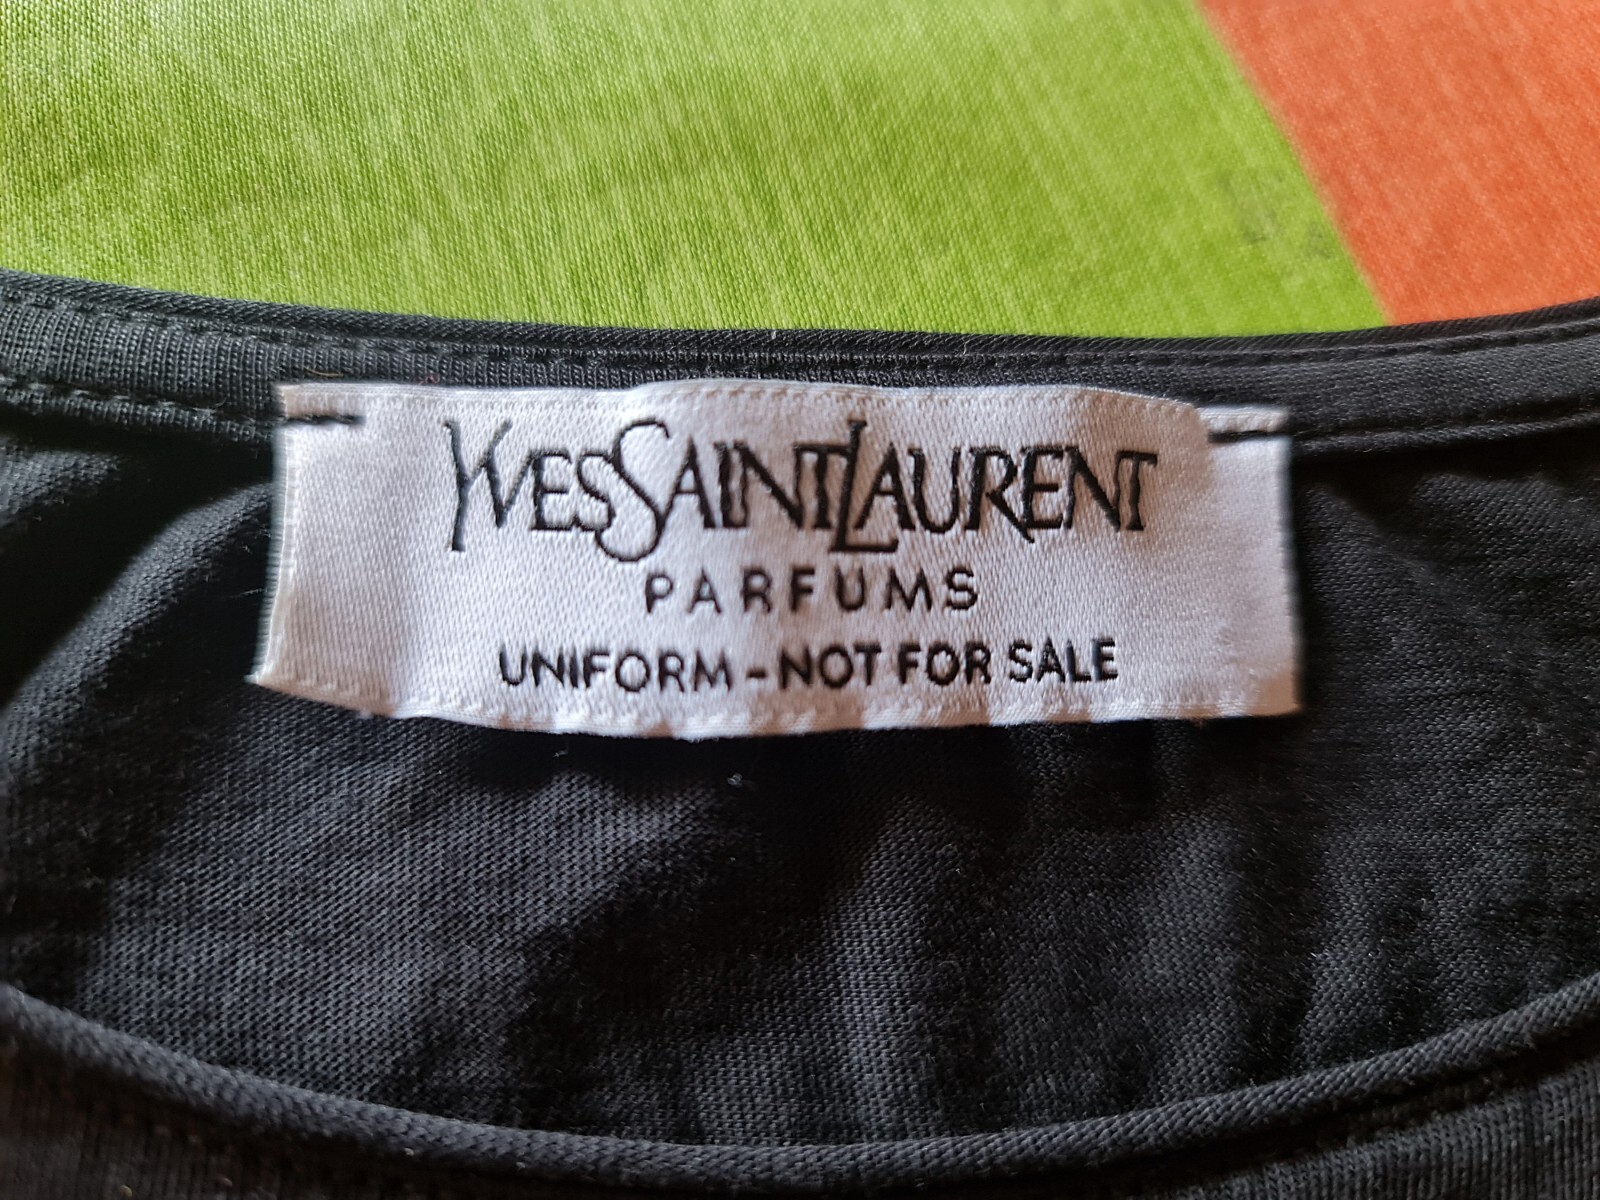 YVESSAINTLAURENT
PARFUMS
UNIFORM-NOT FOR SALE